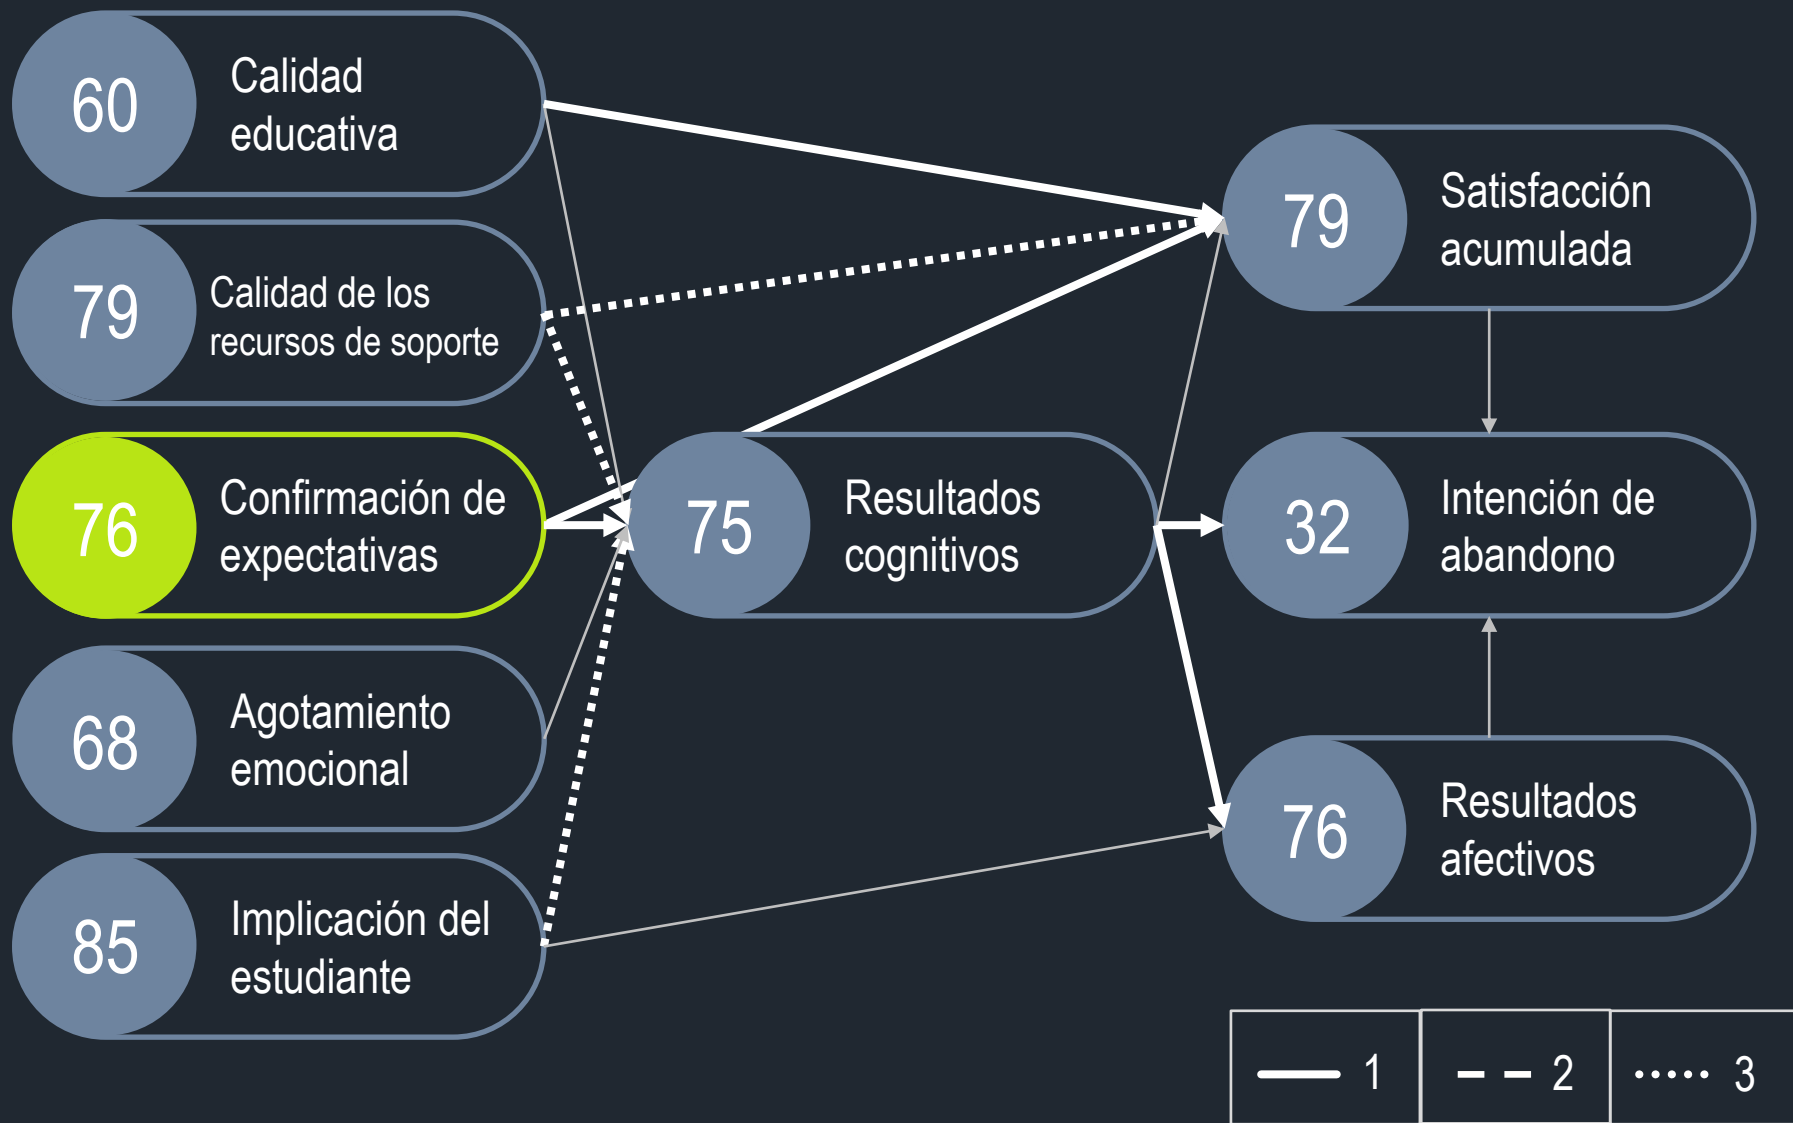 60
Calidad
educativa
79
Calidad de los
recursos de soporte
76
Confirmación de
expectativas
68
Agotamiento
emocional
85
Implicación del
estudiante
75
Resultados
cognitivos
79
Satisfacción
acumulada
32
Intención de
abandono
76
Resultados
afectivos
1
2
3